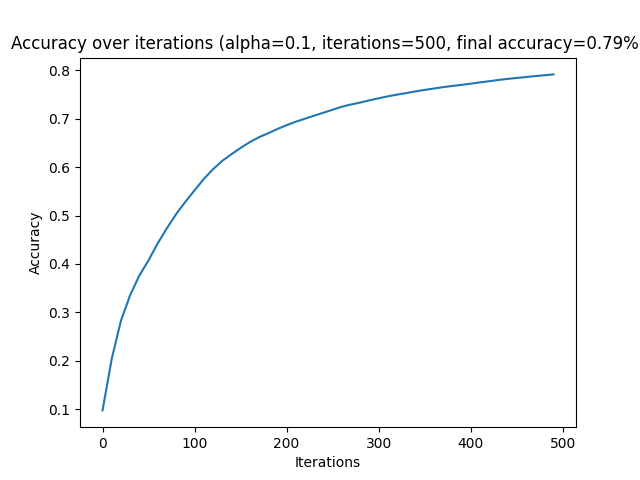 Accuracy over iterations (alpha=0.1, iterations=500, final accuracy=0.79%
0.8
0.7
0.6
0.5
0.4
0.3
0.2
0.1
Accuracy
0 100 200 300 400 500
Iterations